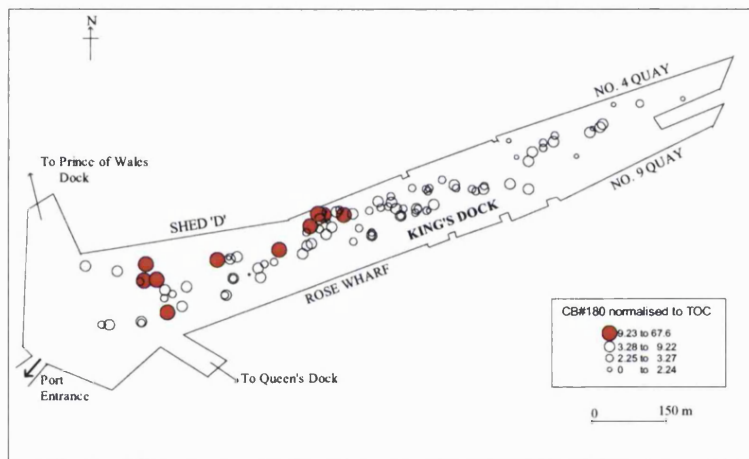 N
NO. 4 QUAY
To Prince of Wales
Dock
SHED 'D'
NO. 9 QUAY
KING'S DOCK
ROSE WHARF
CB#180 normalised to TOC
9.23 to 67.6
3.28 to 9.22
2.25 to 3.27
0 to 2.24
Port
Entrance
To Queen's Dock
0 150 m